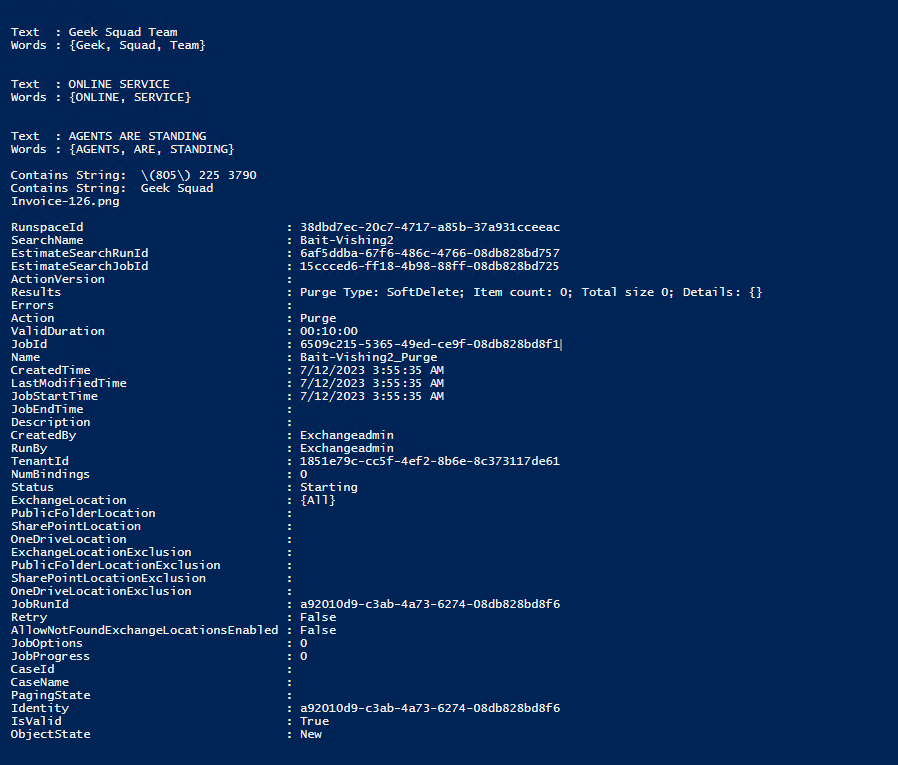 Text  : Geek Squad Team
Words : {Geek, Squad, Team}
Text  : ONLINE SERVICE
Words : {ONLINE, SERVICE}
Text  : AGENTS ARE STANDING
Words : {AGENTS, ARE, STANDING}
Contains String:  \(805\) 225 3790
Contains String:  Geek Squad
Invoice-126.png
RunspaceId : 38dbd7ec-20c7-4717-a85b-37a931cceeac
SearchName : Bait-Vishing2
EstimateSearchRunId : 6af5ddba-67f6-486c-4766-08db828bd757
EstimateSearchJobId : 15ccced6-ff18-4b98-88ff-08db828bd725
ActionVersion :
Results : Purge Type: SoftDelete; Item count: 0; Total size 0; Details: {}
Errors :
Action : Purge
ValidDuration : 00:10:00
JobId : 6509c215-5365-49ed-ce9f-08db828bd8f1
Name : Bait-Vishing2_Purge
CreatedTime : 7/12/2023 3:55:35 AM
LastModifiedTime : 7/12/2023 3:55:35 AM
JobStartTime : 7/12/2023 3:55:35 AM
JobEndTime :
Description :
CreatedBy : Exchangeadmin
RunBy : Exchangeadmin
TenantId : 1851e79c-cc5f-4ef2-8b6e-8c373117de61
NumBindings : 0
Status : Starting
ExchangeLocation : {All}
PublicFolderLocation :
SharePointLocation :
OneDriveLocation :
ExchangeLocationExclusion :
PublicFolderLocationExclusion :
SharePointLocationExclusion :
OneDriveLocationExclusion :
JobRunId : a92010d9-c3ab-4a73-6274-08db828bd8f6
Retry : False
AllowNotFoundExchangeLocationsEnabled : False
JobOptions : 0
JobProgress : 0
CaseId :
CaseName :
PagingState :
Identity : a92010d9-c3ab-4a73-6274-08db828bd8f6
IsValid : True
ObjectState : New